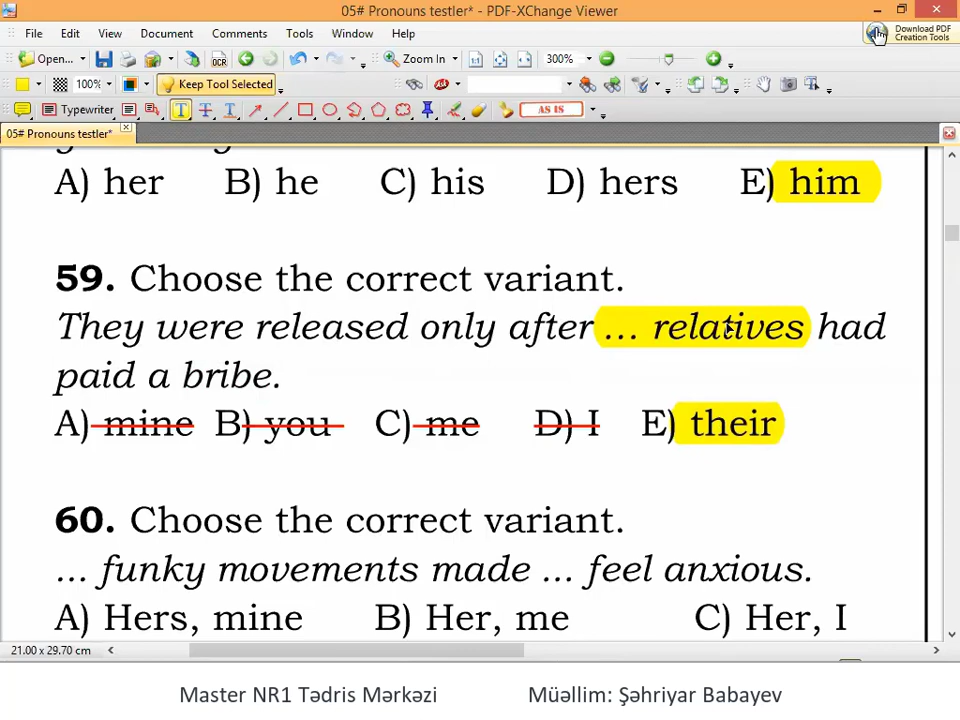 05# Pronouns testler* - PDF-XChange Viewer
File Edit View Document Comments Tools Window Help
Download PDF Creation Tools
Open... OCR Zoom In 300%
100% Keep Tool Selected
Typewriter AS IS
05# Pronouns testler*
A) her B) he C) his D) hers E) him
59. Choose the correct variant.
They were released only after ... relatives had
paid a bribe.
A) mine B) you C) me D) I E) their
60. Choose the correct variant.
... funky movements made ... feel anxious.
A) Hers, mine B) Her, me C) Her, I
21.00 x 29.70 cm
Master NR1 Tədris Mərkəzi Müəllim: Şəhriyar Babayev